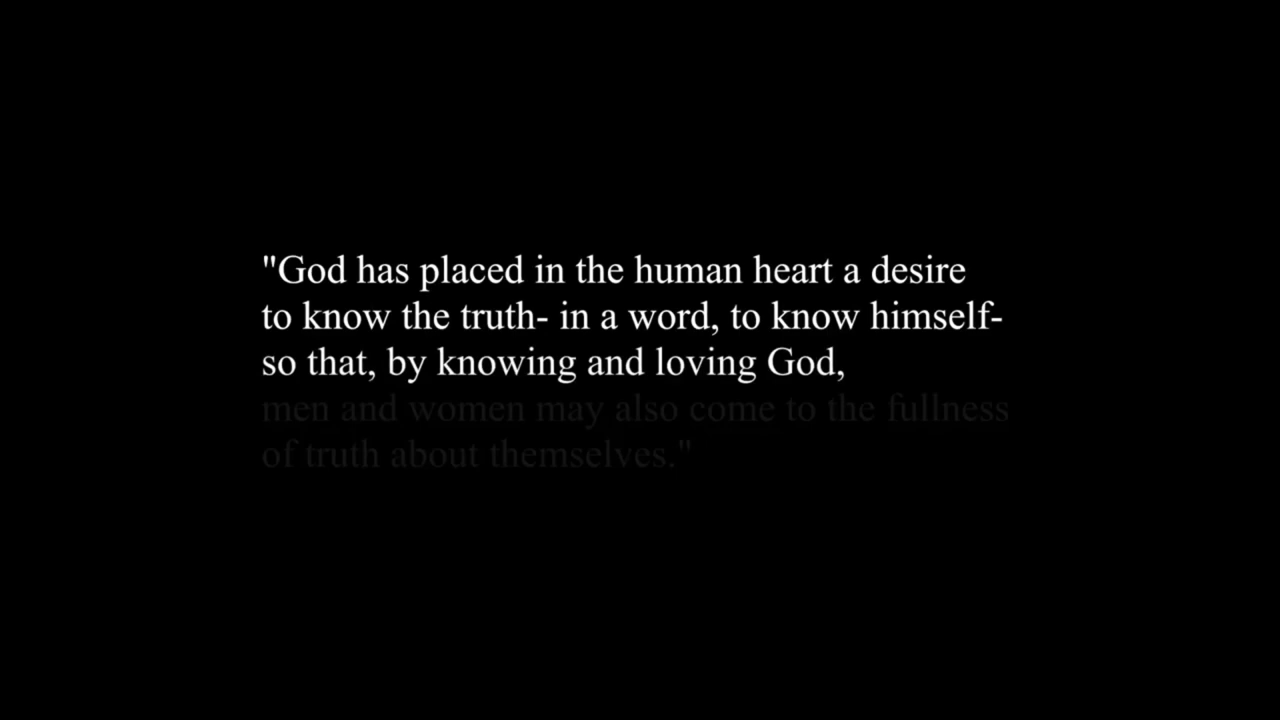 "God has placed in the human heart a desire
to know the truth- in a word, to know himself-
so that, by knowing and loving God,
men and women may also come to the fullness
of truth about themselves."